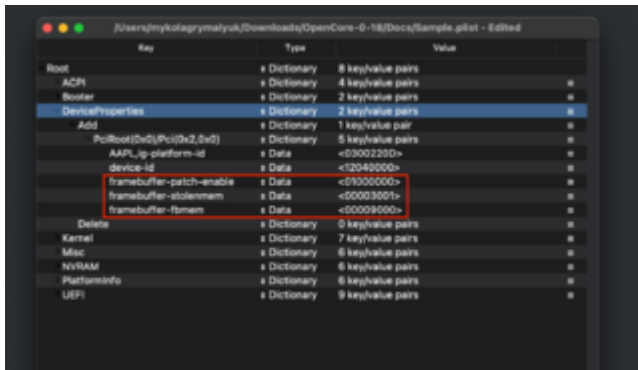 /Users/mykolagrymalyuk/Downloads/OpenCore-0-18/Docs/Sample.plist - Edited
Key Type Value
Root Dictionary 8 key/value pairs
ACPI Dictionary 4 key/value pairs
Booter Dictionary 2 key/value pairs
DeviceProperties Dictionary 2 key/value pairs
Add Dictionary 1 key/value pair
PciRoot(0x0)/Pci(0x2,0x0) Dictionary 5 key/value pairs
AAPL,ig-platform-id Data <0300220D>
device-id Data <12040000>
framebuffer-patch-enable Data <01000000>
framebuffer-stolenmem Data <00003001>
framebuffer-fbmem Data <00009000>
Delete Dictionary 0 key/value pairs
Kernel Dictionary 7 key/value pairs
Misc Dictionary 6 key/value pairs
NVRAM Dictionary 6 key/value pairs
PlatformInfo Dictionary 6 key/value pairs
UEFI Dictionary 9 key/value pairs